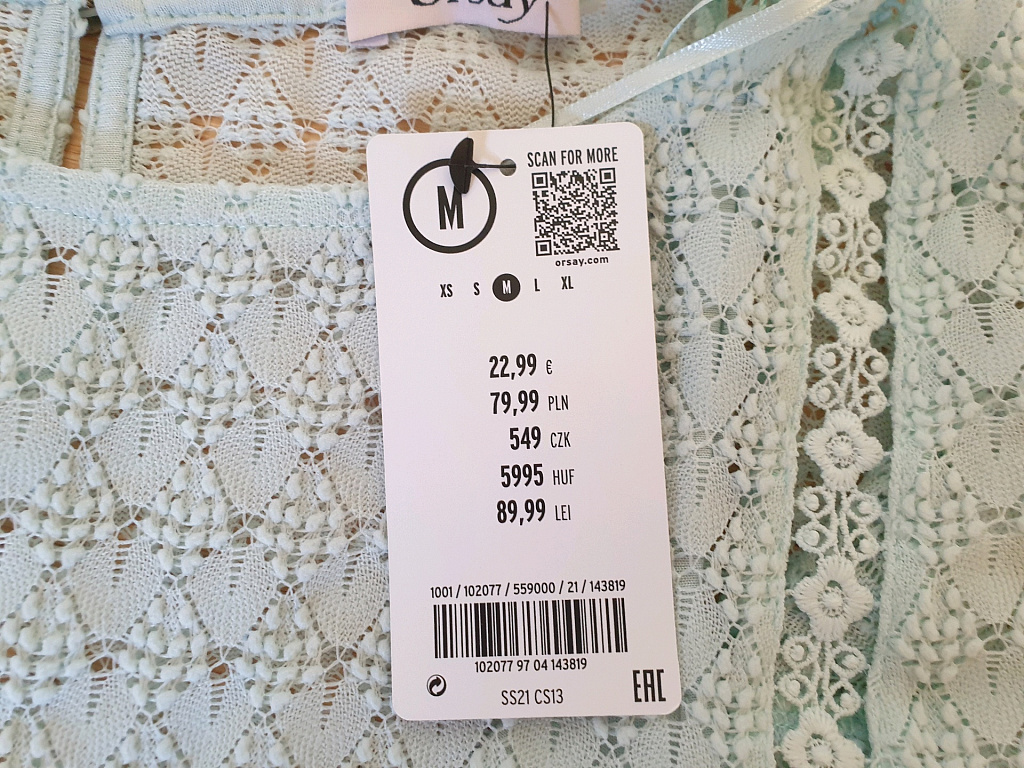 Orsay
M
SCAN FOR MORE
orsay.com
XS S M L XL
22,99 €
79,99 PLN
549 CZK
5995 HUF
89,99 LEI
1001 / 102077 / 559000 / 21 / 143819
102077 97 04 143819
SS21 CS13
EAC